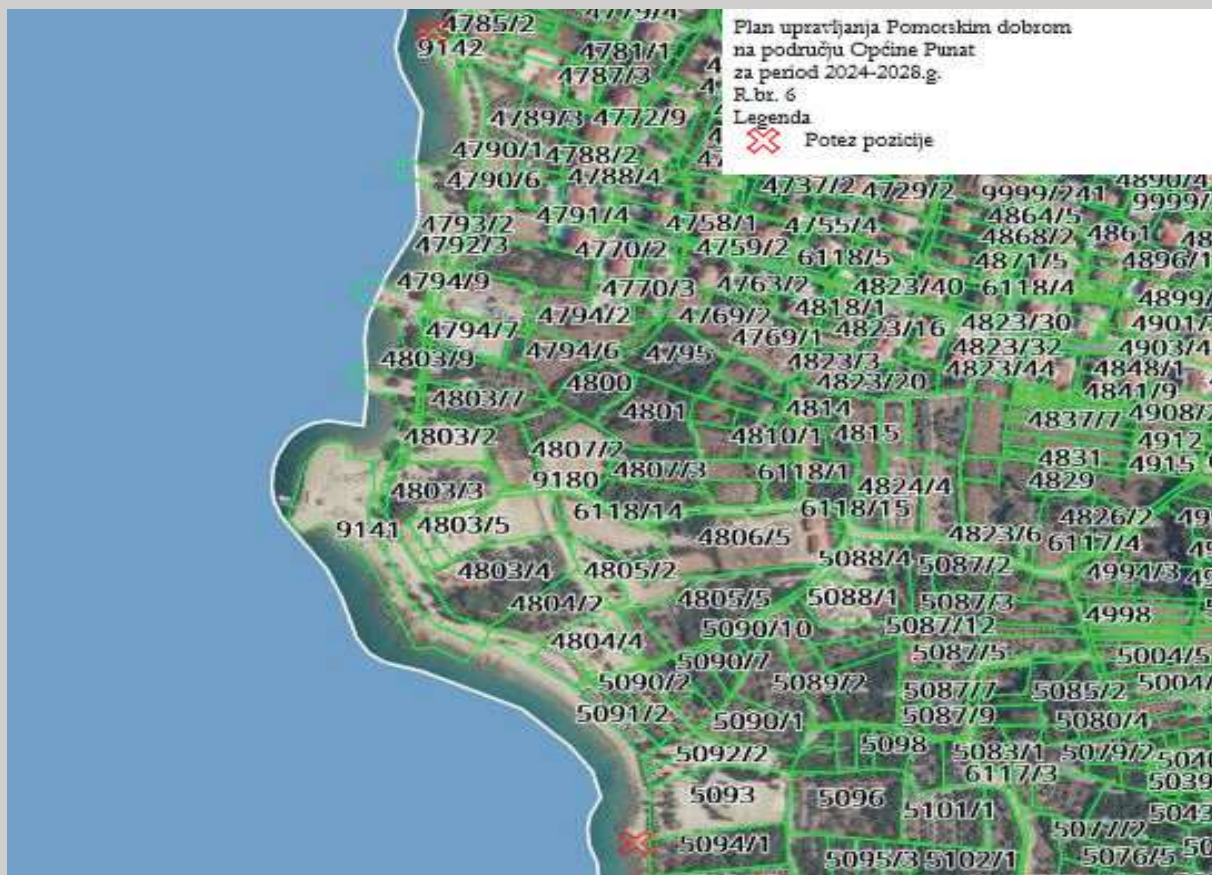 Plan upravljanja Pomorskim dobrom
na području Općine Punat
za period 2024-2028.g.
R.br. 6
Legenda
Potez pozicije
4785/2
4779/4
9142
4781/1
4787/3
4789/3 4772/9
4790/1 4788/2
4790/6 4788/4
4737/2 4729/2 9999/241 4890/4
4793/2 4791/4 4758/1 4755/4 4864/5
4792/3 4770/2 4759/2 6118/5 4868/2 4861
4871/5 4896/1
4794/9 4770/3 4763/2 4823/40 6118/4
4794/2 4769/2 4818/1
4794/7 4769/1 4823/16 4823/30
4803/9 4794/6 4795 4823/3 4823/32 4903/4
4800 4823/20 4823/44 4848/1
4803/7 4801 4814 4841/9
4837/7
4803/2 4807/2 4810/1 4815 4912
4807/3 6118/1 4831 4915
4803/3 9180 4824/4 4829
6118/14 6118/15 4826/2
9141 4803/5 4806/5 4823/6 6117/4
4803/4 4805/2 5088/4 5087/2 4994/3
4804/2 4805/5 5088/1 5087/3 4998
4804/4 5090/10 5087/12
5090/7 5087/5 5004/5
5090/2 5089/2 5087/7 5085/2
5091/2 5090/1 5087/9 5080/4
5092/2 5098 5083/1 5079/2
6117/3
5093 5096 5101/1
5077/2
5094/1 5095/3 5102/1 5076/5